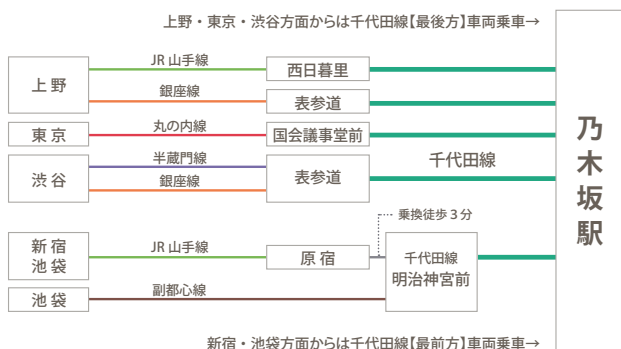 上野・東京・渋谷方面からは千代田線【最後方】車両乗車→
上野
JR 山手線
西日暮里
銀座線
表参道
東京
丸の内線
国会議事堂前
渋谷
半蔵門線
銀座線
表参道
千代田線
乗換徒歩 3 分
新宿
池袋
JR 山手線
原宿
千代田線
明治神宮前
池袋
副都心線
乃木坂駅
新宿・池袋方面からは千代田線【最前方】車両乗車→